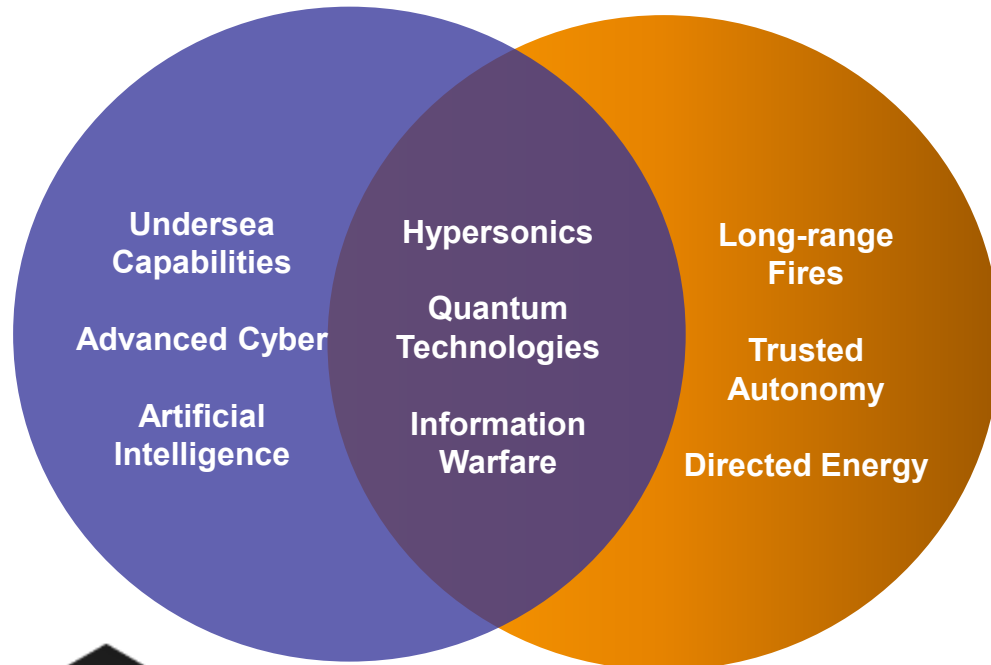 Undersea
Capabilities
Advanced Cyber
Artificial
Intelligence
Hypersonics
Quantum
Technologies
Information
Warfare
Long-range
Fires
Trusted
Autonomy
Directed Energy